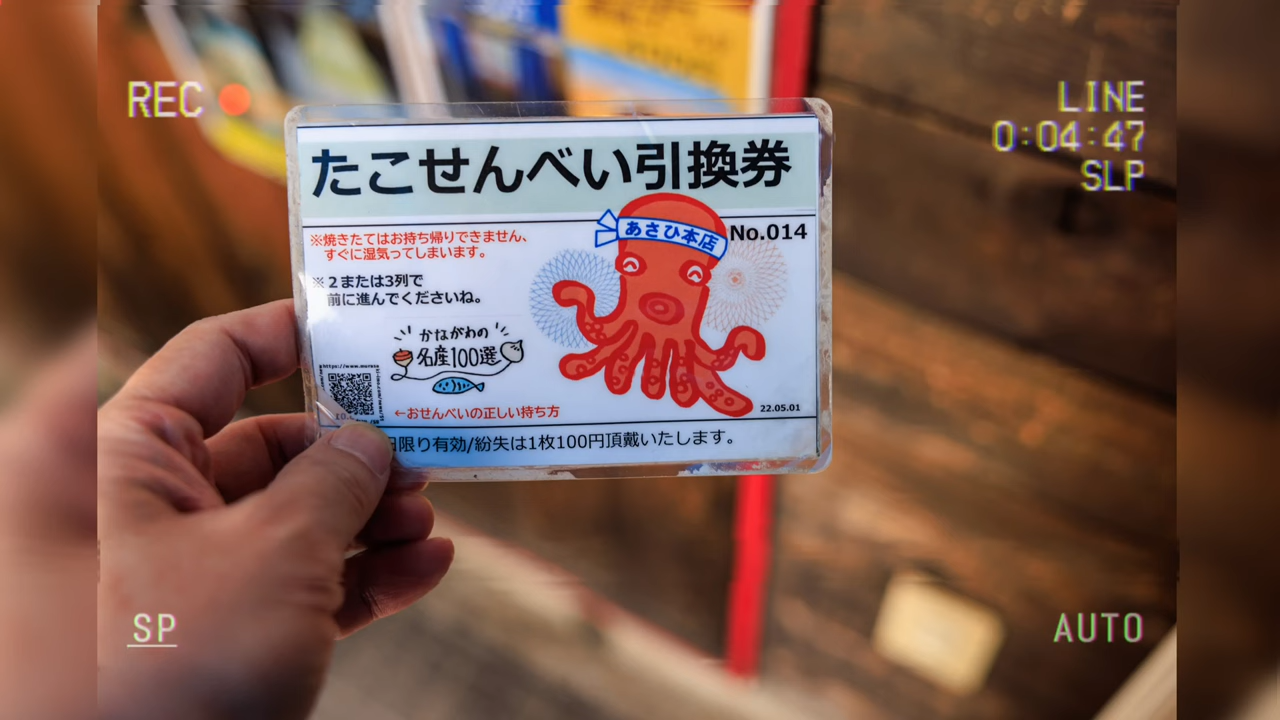 REC
LINE
0:04:47
SLP
たこせんべい引換券
あさひ本店
No.014
※焼きたてはお持ち帰りできません、
すぐに湿気ってしまいます。
※２または3列で
前に進んでくださいね。
かながわの
名産100選
←おせんべいの正しい持ち方
22.05.01
限り有効/紛失は1枚100円頂戴いたします。
SP
AUTO